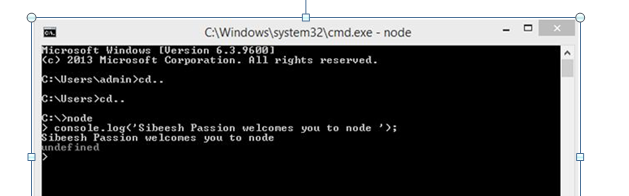 C:\Windows\system32\cmd.exe - node
Microsoft Windows [Version 6.3.9600]
(c) 2013 Microsoft Corporation. All rights reserved.
C:\Users\admin>cd..
C:\Users>cd..
C:\>node
> console.log('Sibeesh Passion welcomes you to node ');
Sibeesh Passion welcomes you to node
undefined
>